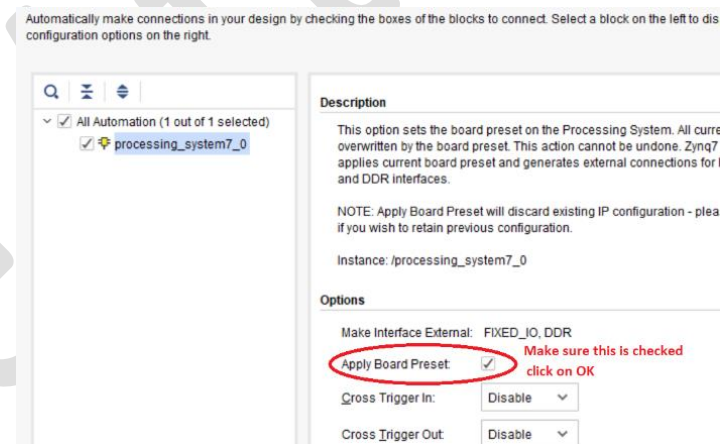 Automatically make connections in your design by checking the boxes of the blocks to connect. Select a block on the left to
configuration options on the right.
All Automation (1 out of 1 selected)
processing_system7_0
Description
This option sets the board preset on the Processing System. All
overwritten by the board preset. This action cannot be undone. Zynq7
applies current board preset and generates external connections for
and DDR interfaces.
NOTE: Apply Board Preset will discard existing IP configuration -
if you wish to retain previous configuration.
Instance: /processing_system7_0
Options
Make Interface External: FIXED_IO, DDR
Apply Board Preset:
Make sure this is checked
click on OK
Cross Trigger In: Disable
Cross Trigger Out: Disable